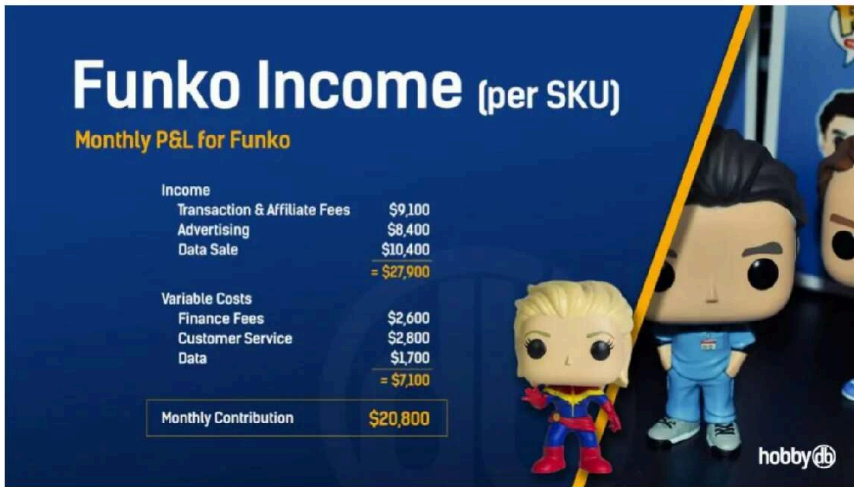 Funko Income (per SKU)
Monthly P&L for Funko
Income
Transaction & Affiliate Fees $9,100
Advertising $8,400
Data Sale $10,400
= $27,900
Variable Costs
Finance Fees $2,600
Customer Service $2,800
Data $1,700
= $7,100
Monthly Contribution $20,800
hobby db